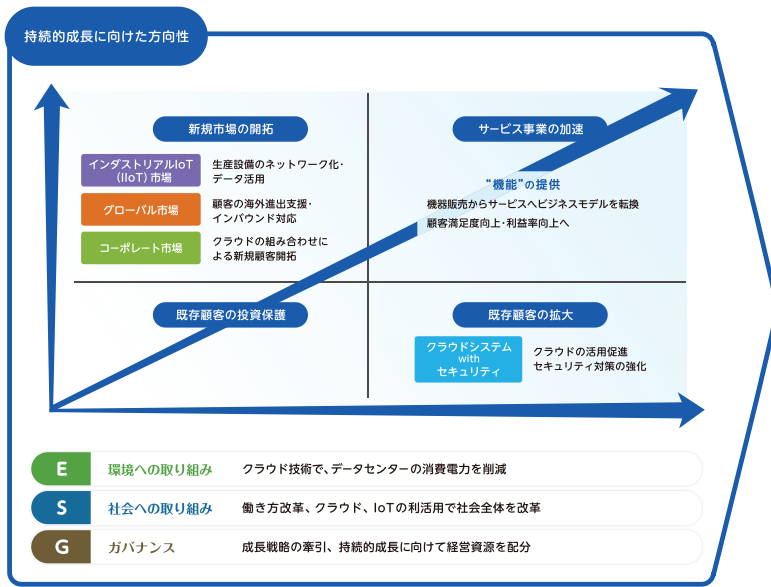 持続的成長に向けた方向性
新規市場の開拓
インダストリアルIoT
(IIoT)市場
生産設備のネットワーク化・
データ活用
グローバル市場
顧客の海外進出支援・
インバウンド対応
コーポレート市場
クラウドの組み合わせに
よる新規顧客開拓
サービス事業の加速
“機能”の提供
機器販売からサービスへビジネスモデルを転換
顧客満足度向上・利益率向上へ
既存顧客の投資保護
既存顧客の拡大
クラウドシステム
with
セキュリティ
クラウドの活用促進
セキュリティ対策の強化
E 環境への取り組み クラウド技術で、データセンターの消費電力を削減
S 社会への取り組み 働き方改革、クラウド、IoTの利活用で社会全体を改革
G ガバナンス 成長戦略の牽引、持続的成長に向けて経営資源を配分